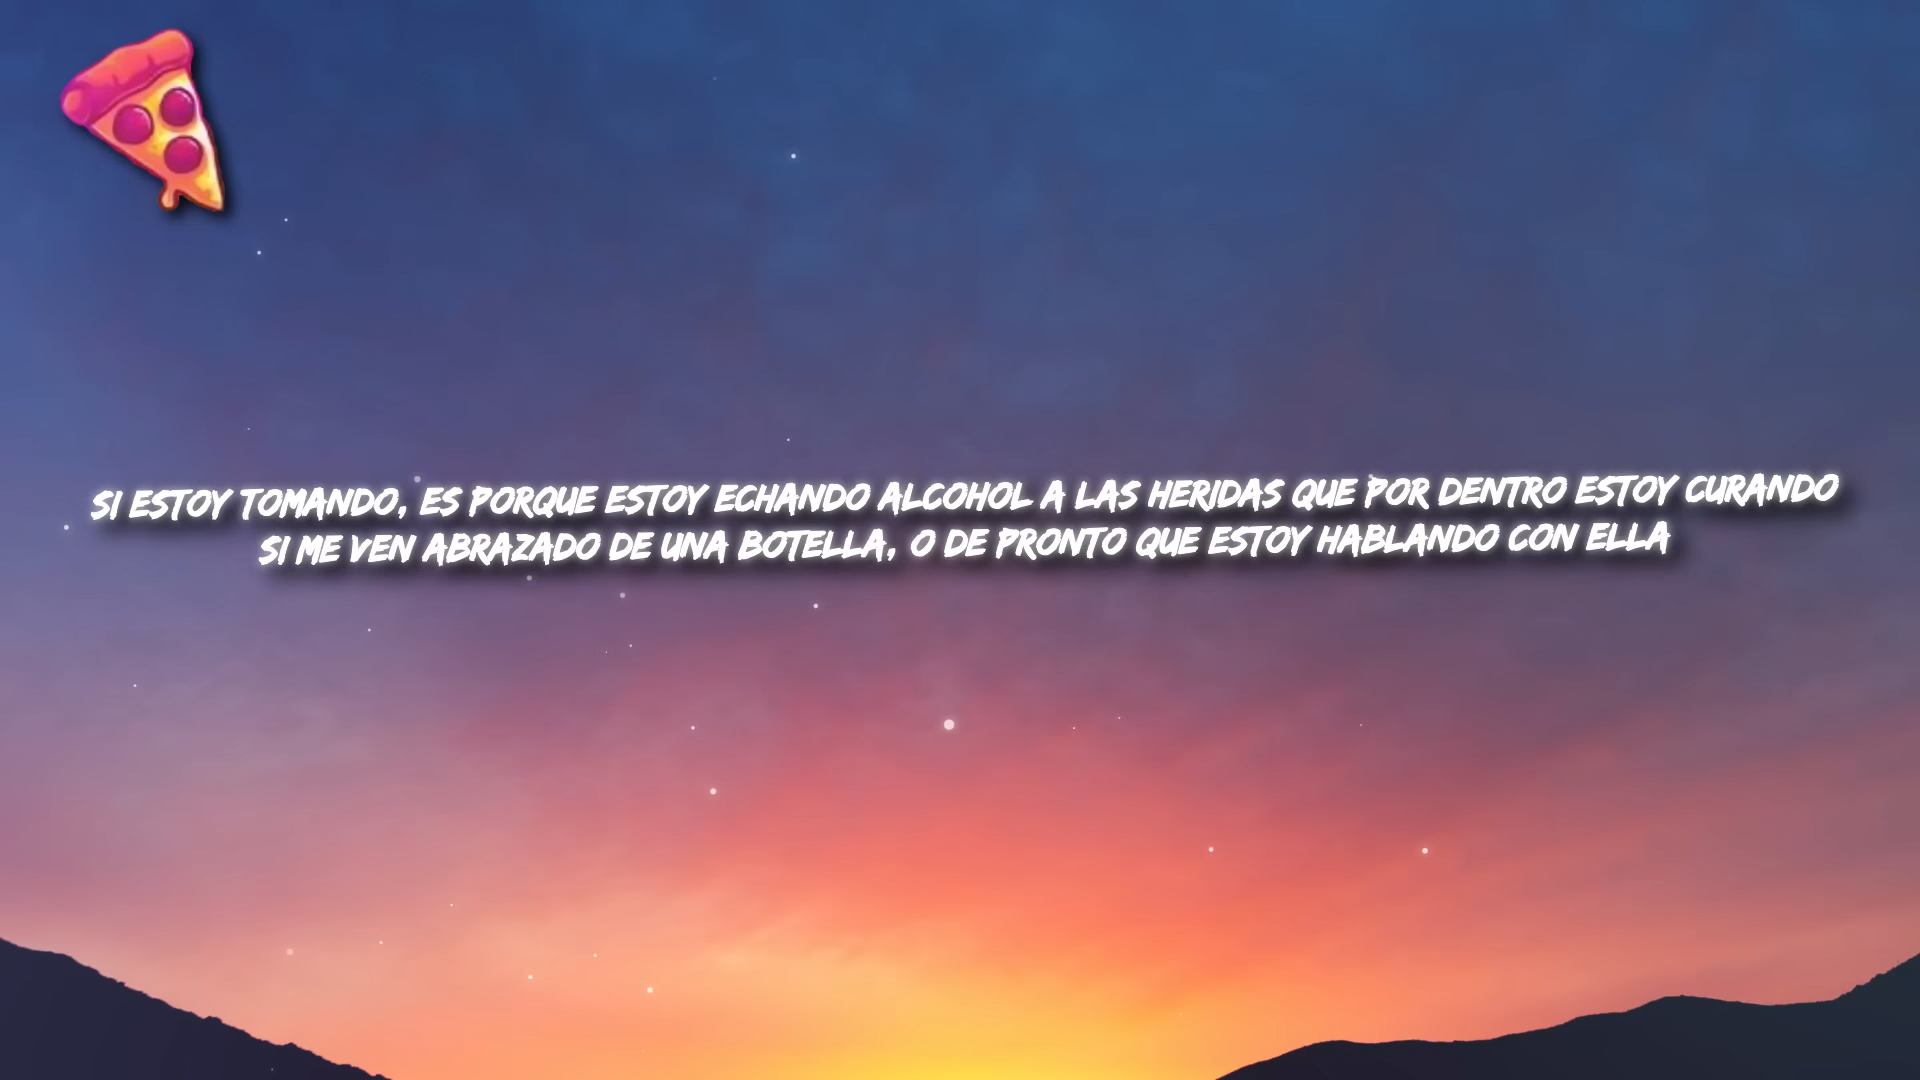 SI ESTOY TOMANDO, ES PORQUE ESTOY ECHANDO ALCOHOL A LAS HERIDAS QUE POR DENTRO ESTOY CURANDO
SI ME VEN ABRAZADO DE UNA BOTELLA, O DE PRONTO QUE ESTOY HABLANDO CON ELLA